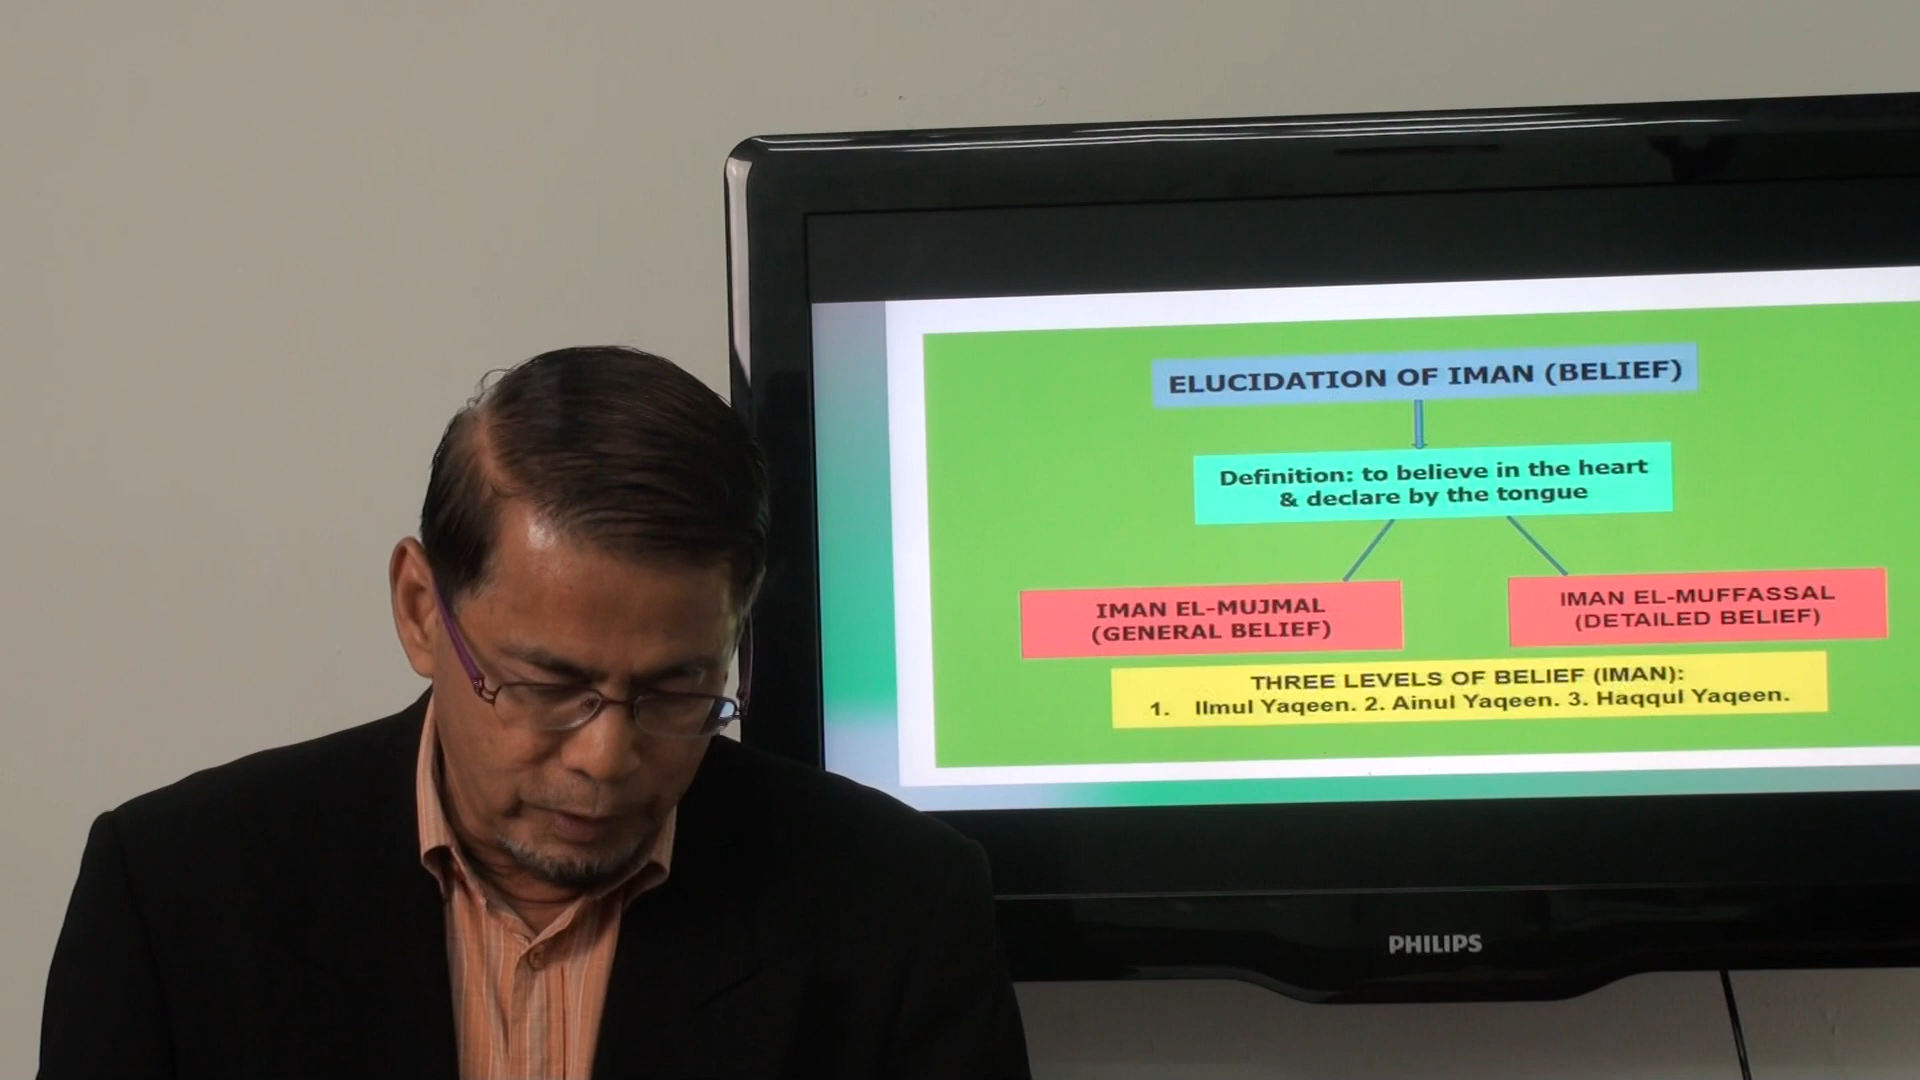 ELUCIDATION OF IMAN (BELIEF)
Definition: to believe in the heart
& declare by the tongue
IMAN EL-MUJMAL
(GENERAL BELIEF)
IMAN EL-MUFFASSAL
(DETAILED BELIEF)
THREE LEVELS OF BELIEF (IMAN):
1. Ilmul Yaqeen. 2. Ainul Yaqeen. 3. Haqqul Yaqeen.
PHILIPS